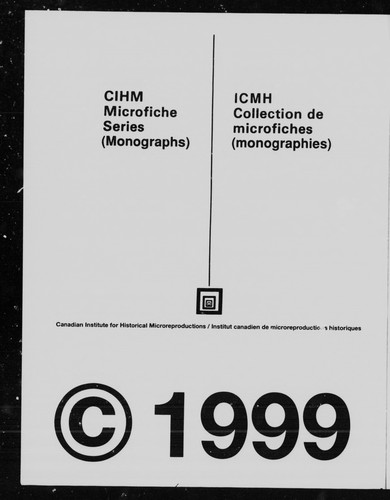 CIHM
Microfiche
Series
(Monographs)
ICMH
Collection de
microfiches
(monographies)
Canadian Institute for Historical Microreproductions / Institut canadien de microreproductions historiques
© 1999